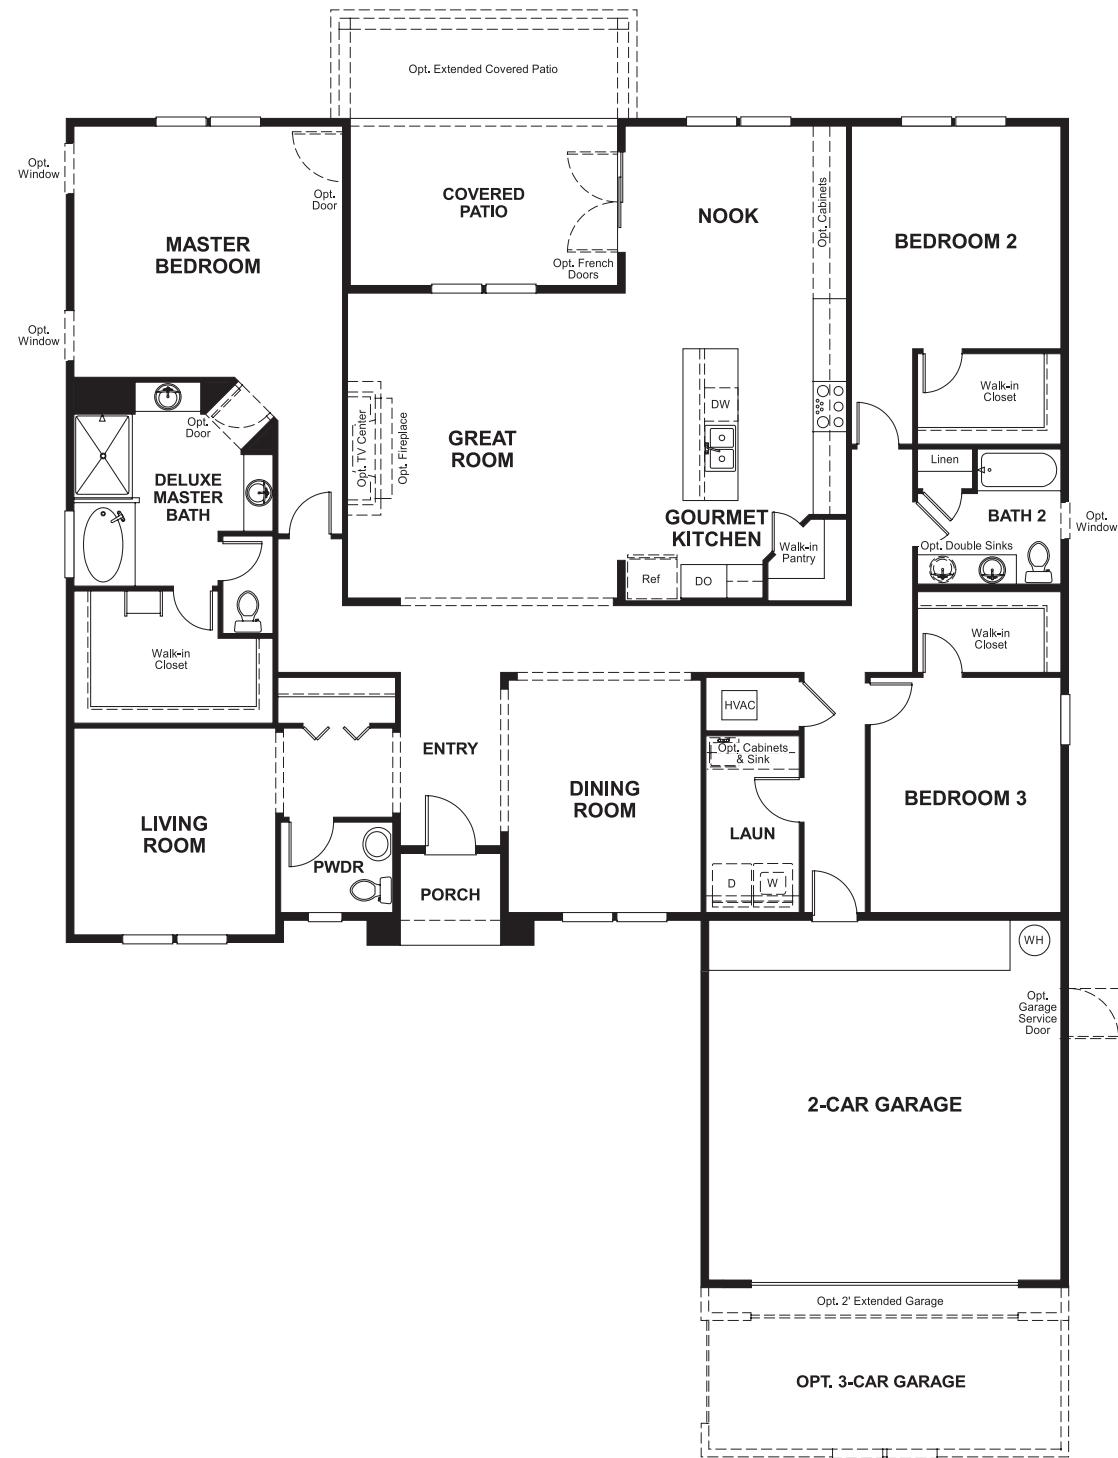 Opt. Extended Covered Patio
Opt.
Window
Opt.
Door
COVERED
PATIO
NOOK
Opt. Cabinets
MASTER
BEDROOM
BEDROOM 2
Opt. French
Doors
Opt.
Window
Walk-in
Closet
DW
Opt.
Door
Opt. TV Center
Opt. Fireplace
GREAT
ROOM
Linen
DELUXE
MASTER
BATH
GOURMET
KITCHEN
BATH 2
Opt.
Window
Opt. Double Sinks
Walk-in
Pantry
Ref
DO
Walk-in
Closet
Walk-in
Closet
HVAC
ENTRY
Opt. Cabinets
& Sink
DINING
ROOM
BEDROOM 3
LIVING
ROOM
LAUN
PWDR
PORCH
D
W
WH
Opt.
Garage
Service
Door
2-CAR GARAGE
Opt. 2' Extended Garage
OPT. 3-CAR GARAGE